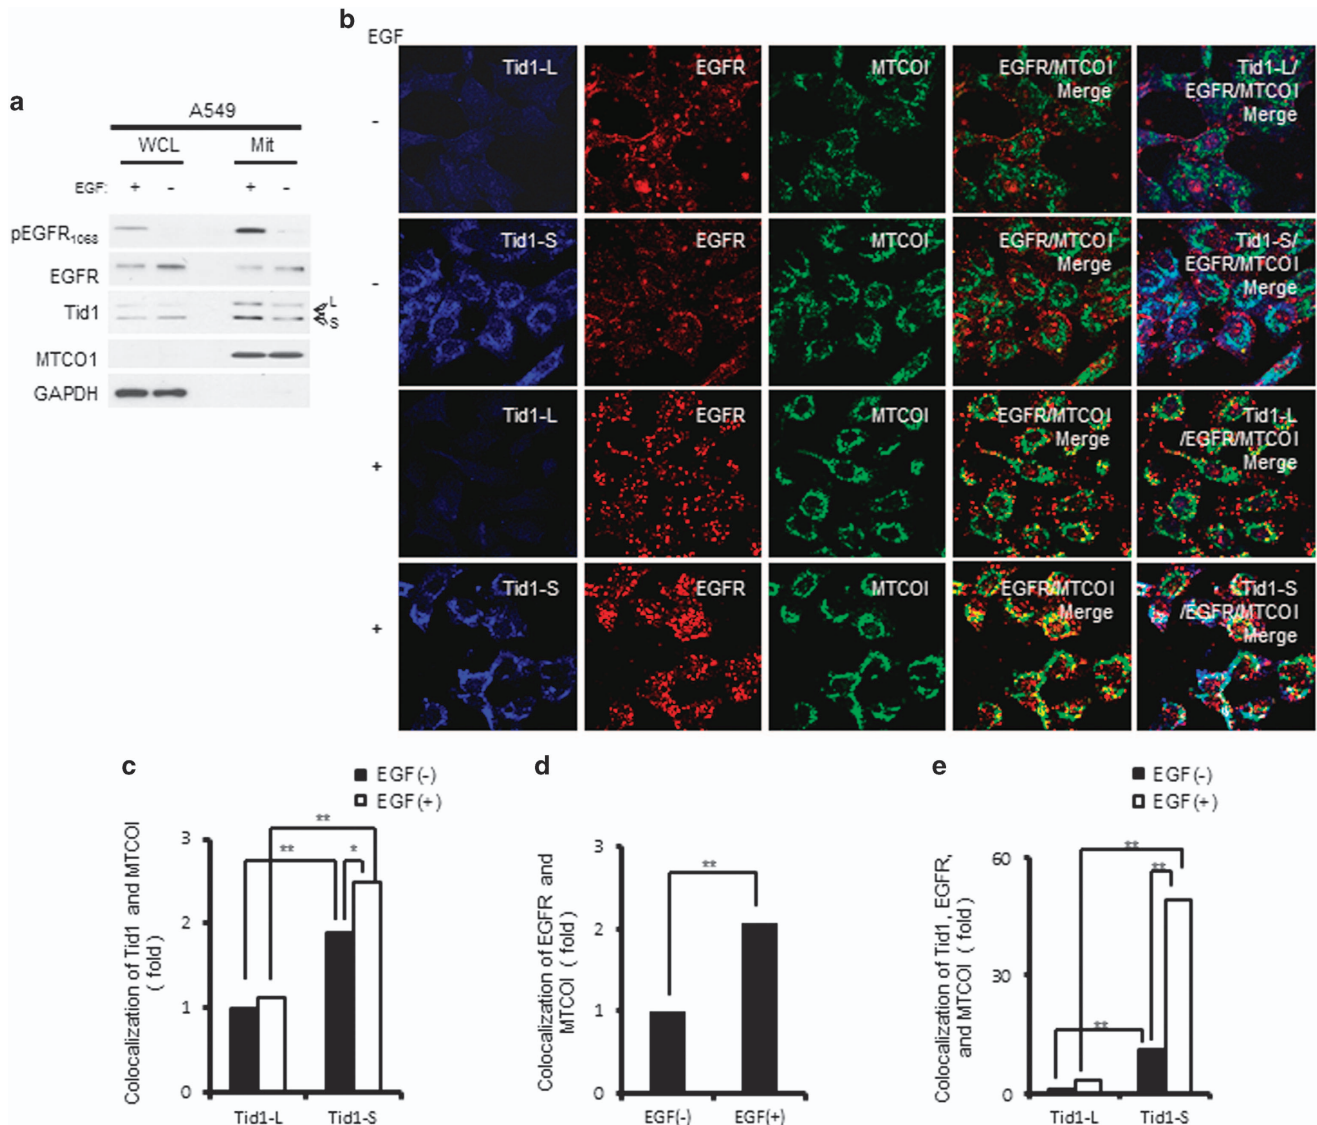 a
A549
WCL Mit
EGF: + - + -
pEGFR1068
EGFR
Tid1
L
S
MTCO1
GAPDH
b
EGF
-
Tid1-L
EGFR
MTCOI
EGFR/MTCOI
Merge
Tid1-L/
EGFR/MTCOI
Merge
-
Tid1-S
EGFR
MTCOI
EGFR/MTCOI
Merge
Tid1-S/
EGFR/MTCOI
Merge
+
Tid1-L
EGFR
MTCOI
EGFR/MTCOI
Merge
Tid1-L
/EGFR/MTCOI
Merge
+
Tid1-S
EGFR
MTCOI
EGFR/MTCOI
Merge
Tid1-S
/EGFR/MTCOI
Merge
c
EGF(-)
EGF(+)
Colocalization of Tid1 and MTCOI
( fold )
3
2
1
0
**
**
*
Tid1-L Tid1-S
d
Colocalization of EGFR and
MTCOI ( fold )
3
2
1
0
**
EGF(-) EGF(+)
e
EGF(-)
EGF(+)
Colocalization of Tid1, EGFR,
and MTCOI ( fold )
60
30
0
**
**
**
Tid1-L Tid1-S